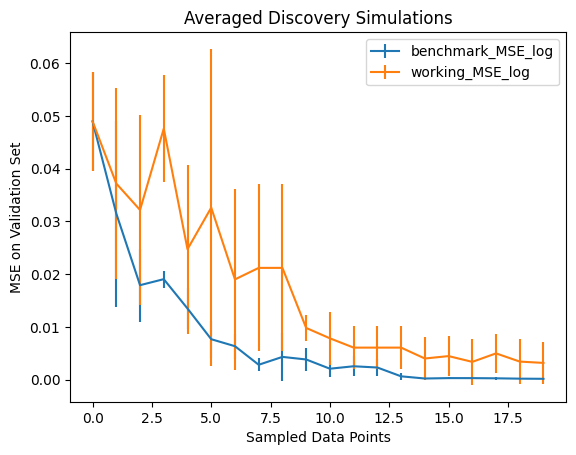 Averaged Discovery Simulations
benchmark_MSE_log
working_MSE_log
MSE on Validation Set
0.06
0.05
0.04
0.03
0.02
0.01
0.00
0.0 2.5 5.0 7.5 10.0 12.5 15.0 17.5
Sampled Data Points